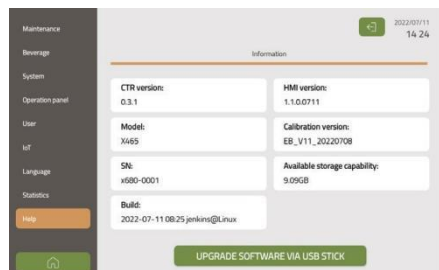 Maintenance
Beverage
System
Operation panel
User
IoT
Language
Statistics
Help
2022/07/11
14 24
Information
CTR version:
0.3.1
HMI version:
1.1.0.0711
Model:
X465
Calibration version:
EB_V11_20220708
SN:
x680-0001
Available storage capability:
9.09GB
Build:
2022-07-11 08:25 jenkins@Linux
UPGRADE SOFTWARE VIA USB STICK